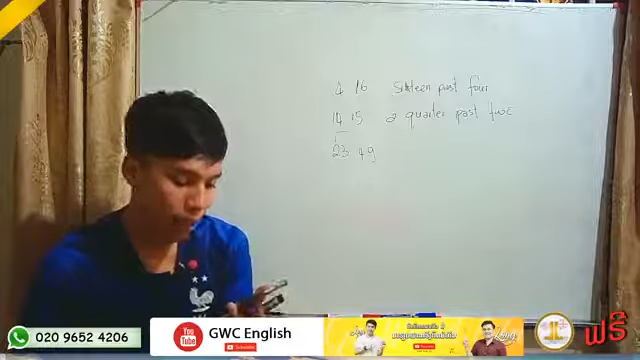 4 16 Sixteen past four
14 15 a quarter past two
23 49
020 9652 4206
YouTube
GWC English
Subscribe
ฟรี